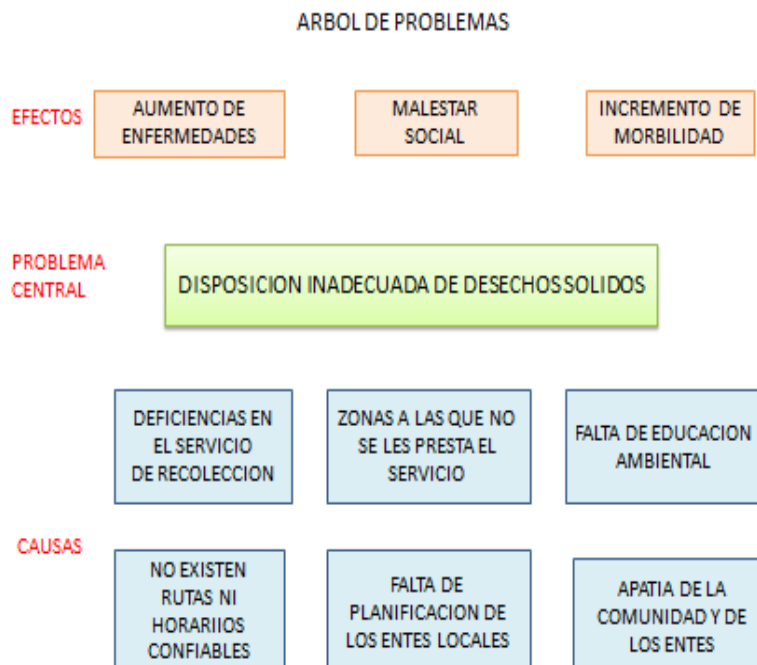 ARBOL DE PROBLEMAS
EFECTOS
AUMENTO DE
ENFERMEDADES
MALESTAR
SOCIAL
INCREMENTO DE
MORBILIDAD
PROBLEMA
CENTRAL
DISPOSICION INADECUADA DE DESECHOS SOLIDOS
DEFICIENCIAS EN
EL SERVICIO
DE RECOLECCION
ZONAS A LAS QUE NO
SE LES PRESTA EL
SERVICIO
FALTA DE EDUCACION
AMBIENTAL
CAUSAS
NO EXISTEN
RUTAS NI
HORARIIOS
CONFIABLES
FALTA DE
PLANIFICACION DE
LOS ENTES LOCALES
APATIA DE LA
COMUNIDAD Y DE
LOS ENTES